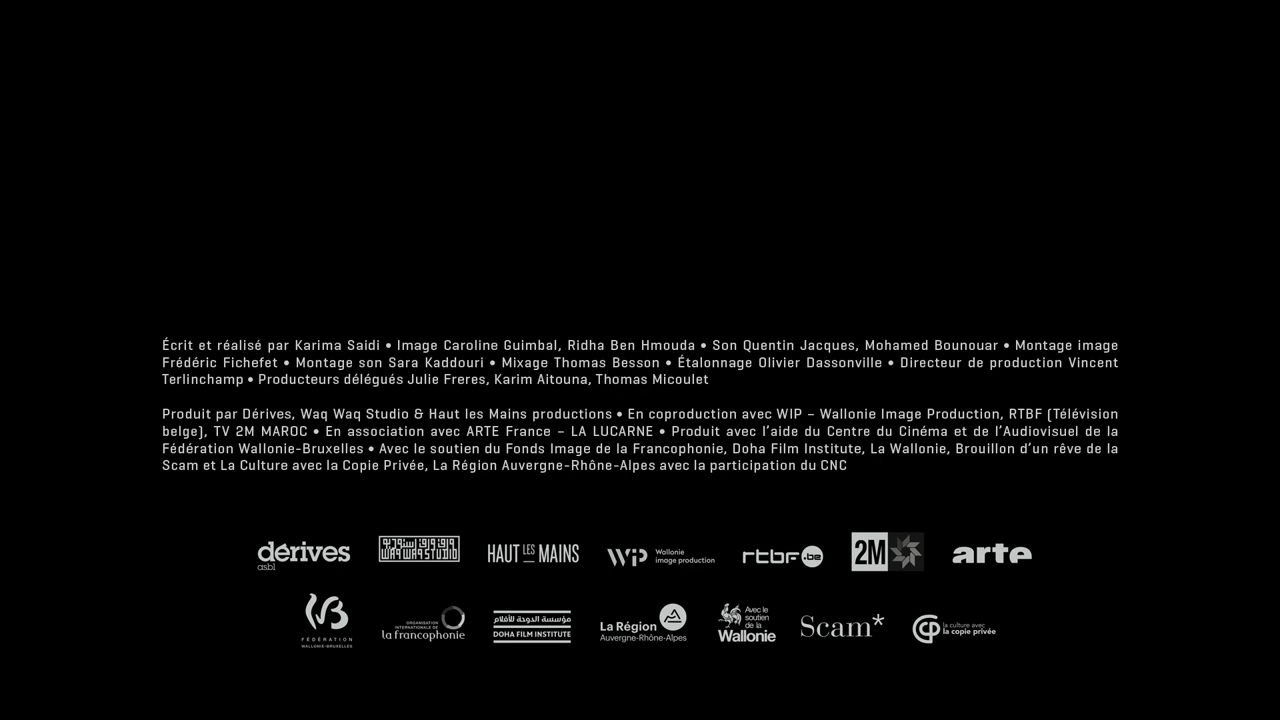 Écrit et réalisé par Karima Saidi • Image Caroline Guimbal, Ridha Ben Hmouda • Son Quentin Jacques, Mohamed Bounouar • Montage image
Frédéric Fichefet • Montage son Sara Kaddouri • Mixage Thomas Besson • Étalonnage Olivier Dassonville • Directeur de production Vincent
Terlinchamp • Producteurs délégués Julie Freres, Karim Aitouna, Thomas Micoulet
Produit par Dérives, Waq Waq Studio & Haut les Mains productions • En coproduction avec WIP – Wallonie Image Production, RTBF (Télévision
belge), TV 2M MAROC • En association avec ARTE France – LA LUCARNE • Produit avec l’aide du Centre du Cinéma et de l’Audiovisuel de la
Fédération Wallonie-Bruxelles • Avec le soutien du Fonds Image de la Francophonie, Doha Film Institute, La Wallonie, Brouillon d’un rêve de la
Scam et La Culture avec la Copie Privée, La Région Auvergne-Rhône-Alpes avec la participation du CNC
dérives
asbl
واق واق استوديو
WAQ WAQ STUDIO
HAUT LES MAINS
WIP
Wallonie
image production
rtbf.be
2M
arte
FÉDÉRATION
WALLONIE-BRUXELLES
ORGANISATION
INTERNATIONALE DE
la francophonie
مؤسسة الدوحة للأفلام
DOHA FILM INSTITUTE
La Région
Auvergne-Rhône-Alpes
Avec le
soutien
de la
Wallonie
Scam*
la culture avec
la copie privée